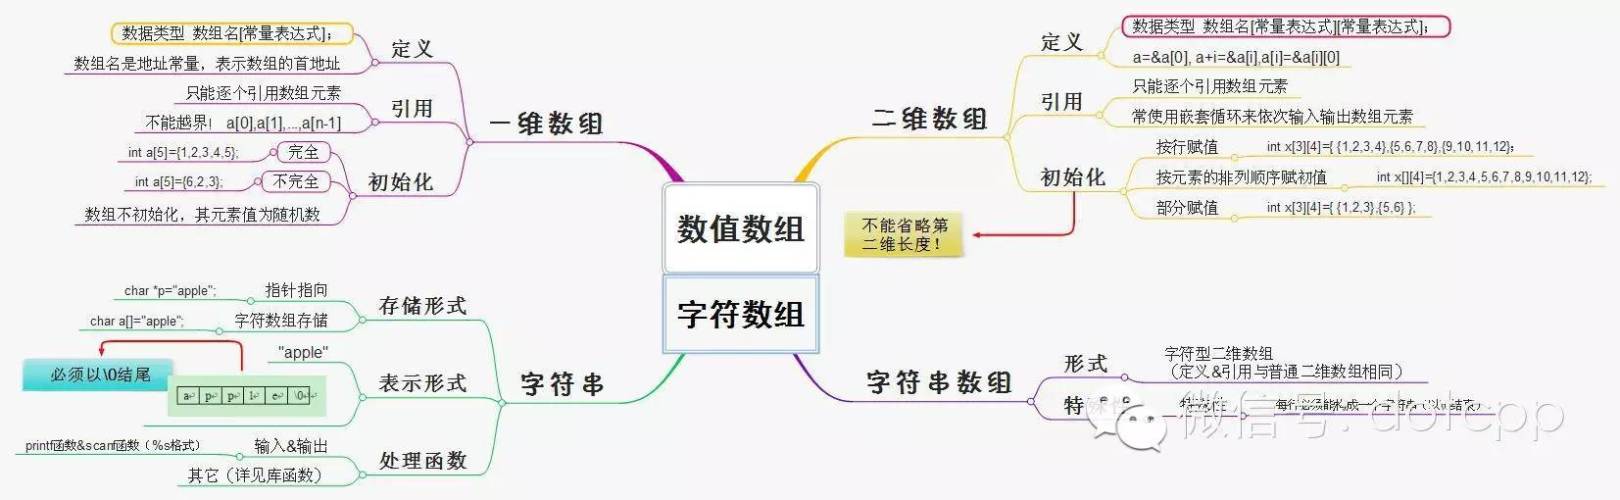 数据类型 数组名[常量表达式];
数组名是地址常量，表示数组的首地址
定义
只能逐个引用数组元素
不能越界！ a[0],a[1],...,a[n-1]
引用
int a[5]={1,2,3,4,5};
完全
int a[5]={6,2,3};
不完全
数组不初始化，其元素值为随机数
初始化
一维数组
数据类型 数组名[常量表达式][常量表达式];
a=&a[0], a+i=&a[i],a[i]=&a[i][0]
定义
只能逐个引用数组元素
常使用嵌套循环来依次输入输出数组元素
引用
按行赋值
int x[3][4]={ {1,2,3,4},{5,6,7,8},{9,10,11,12};
按元素的排列顺序赋初值
int x[][4]={1,2,3,4,5,6,7,8,9,10,11,12};
部分赋值
int x[3][4]={ {1,2,3},{5,6} };
初始化
不能省略第
二维长度！
二维数组
数值数组
字符数组
char *p="apple";
指针指向
char a[]="apple";
字符数组存储
存储形式
"apple"
必须以\0结尾
a p p l e \0
表示形式
printf函数&scanf函数（%s格式）
输入&输出
其它（详见库函数）
处理函数
字符串
字符串数组
形式
字符型二维数组
（定义&引用与普通二维数组相同）
特
微信号: dotcpp